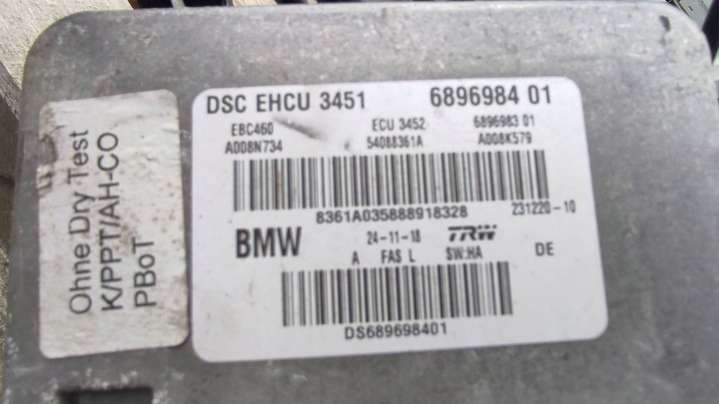 Ohne Dry Test
K/PPT/AH-CO
PBoT
DSC EHCU 3451 6896984 01
EBC460 ECU 3452 6896983 01
A008N734 54088361A A008K579
8361A035888918328 231220-10
BMW 24-11-18 TRW DE
A FAS L SW:HA
DS689698401